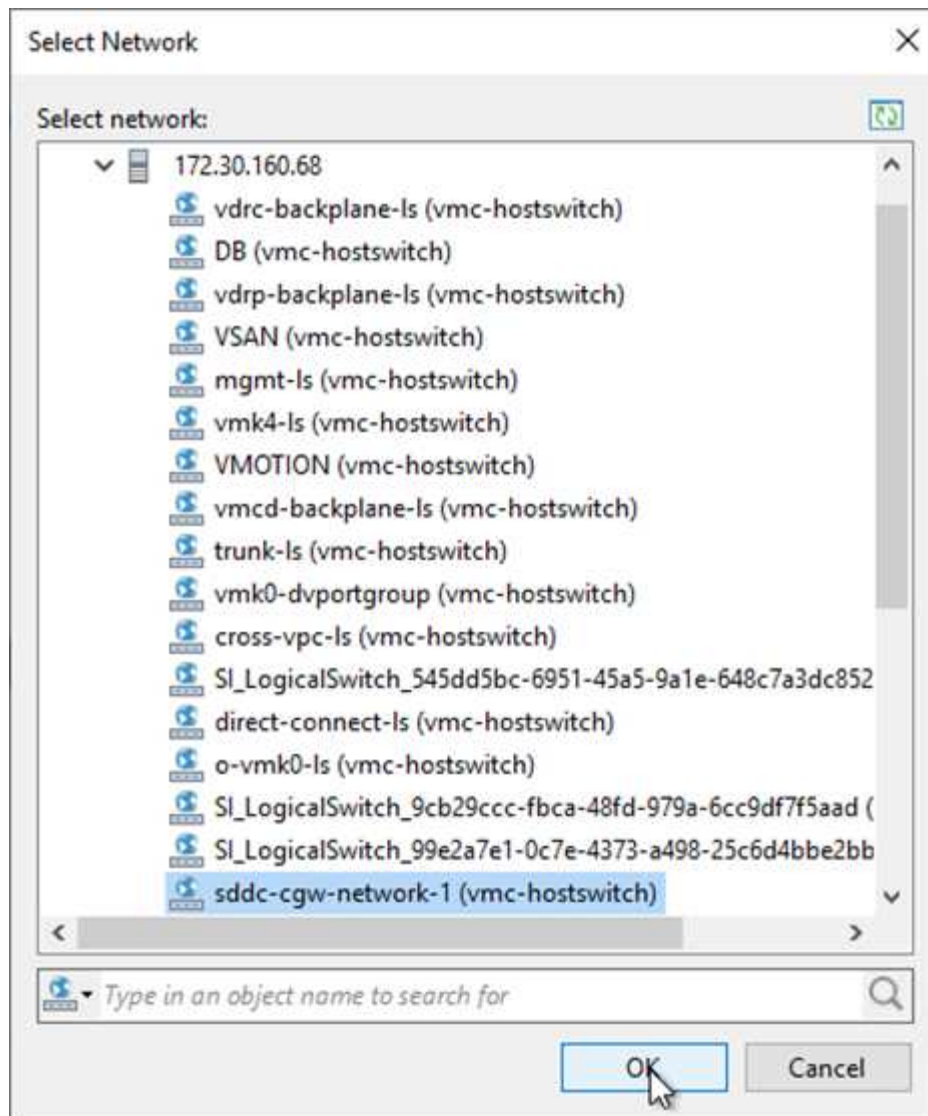 Select Network
Select network:
172.30.160.68
vdrc-backplane-ls (vmc-hostswitch)
DB (vmc-hostswitch)
vdrp-backplane-ls (vmc-hostswitch)
VSAN (vmc-hostswitch)
mgmt-ls (vmc-hostswitch)
vmk4-ls (vmc-hostswitch)
VMOTION (vmc-hostswitch)
vmcd-backplane-ls (vmc-hostswitch)
trunk-ls (vmc-hostswitch)
vmk0-dvportgroup (vmc-hostswitch)
cross-vpc-ls (vmc-hostswitch)
SI_LogicalSwitch_545dd5bc-6951-45a5-9a1e-648c7a3dc852
direct-connect-ls (vmc-hostswitch)
o-vmk0-ls (vmc-hostswitch)
SI_LogicalSwitch_9cb29ccc-fbca-48fd-979a-6cc9df7f5aad (
SI_LogicalSwitch_99e2a7e1-0c7e-4373-a498-25c6d4bbe2bb
sddc-cgw-network-1 (vmc-hostswitch)
Type in an object name to search for
OK Cancel